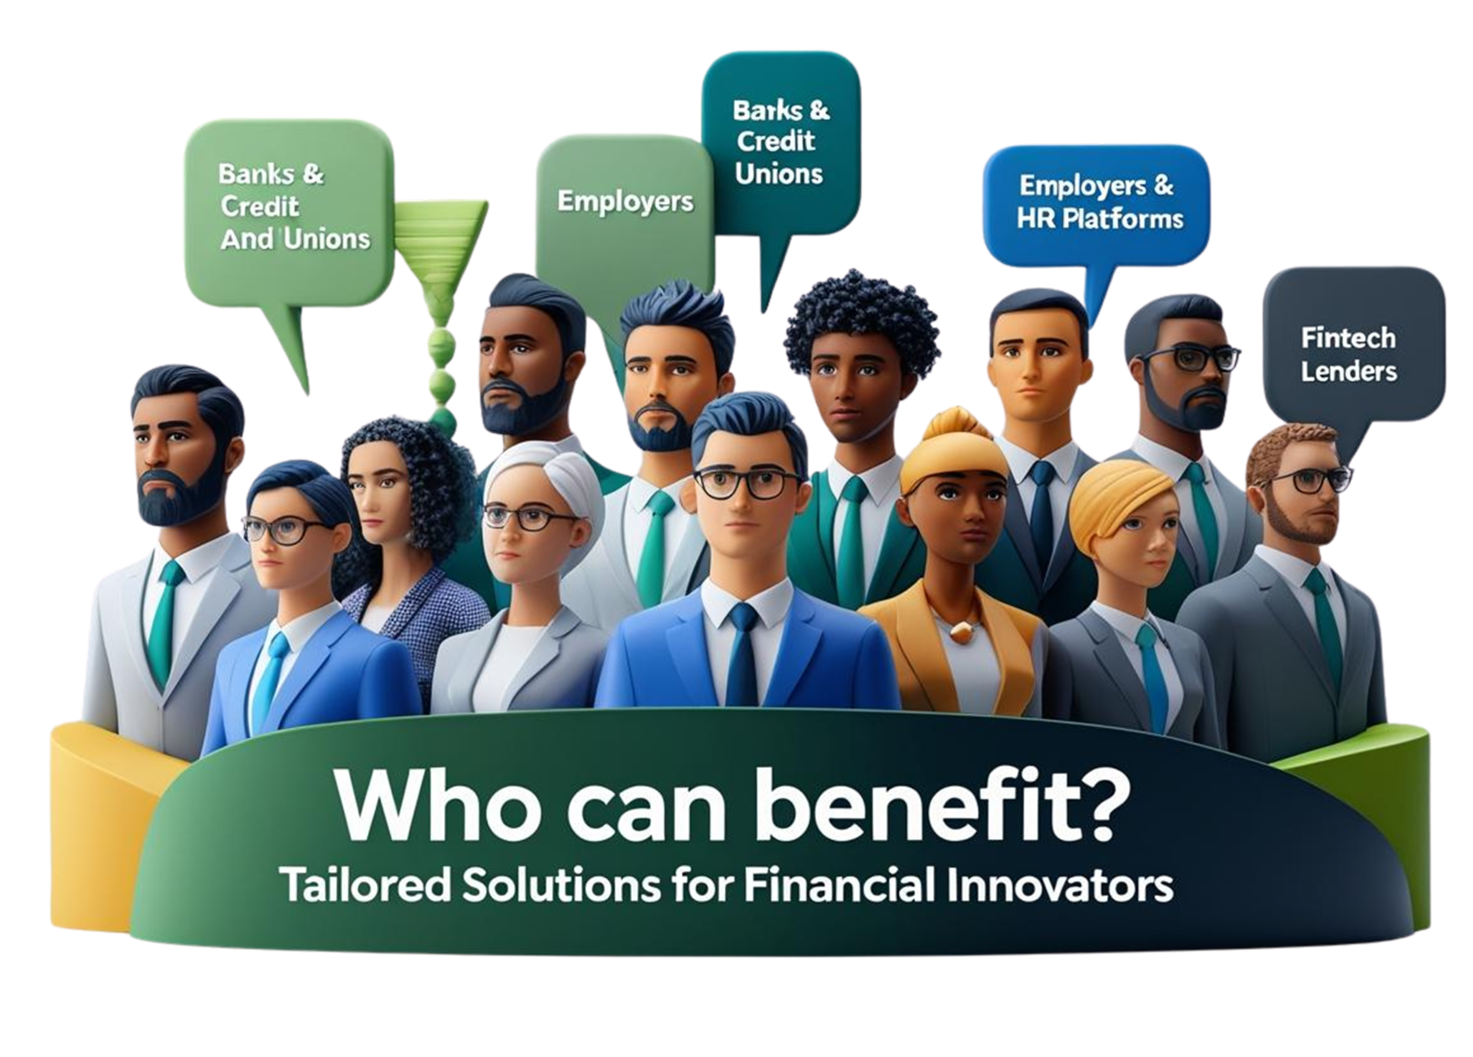 Banks &
Credit
And Unions
Employers
Barks &
Credit
Unions
Employers &
HR Platforms
Fintech
Lenders
Who can benefit?
Tailored Solutions for Financial Innovators